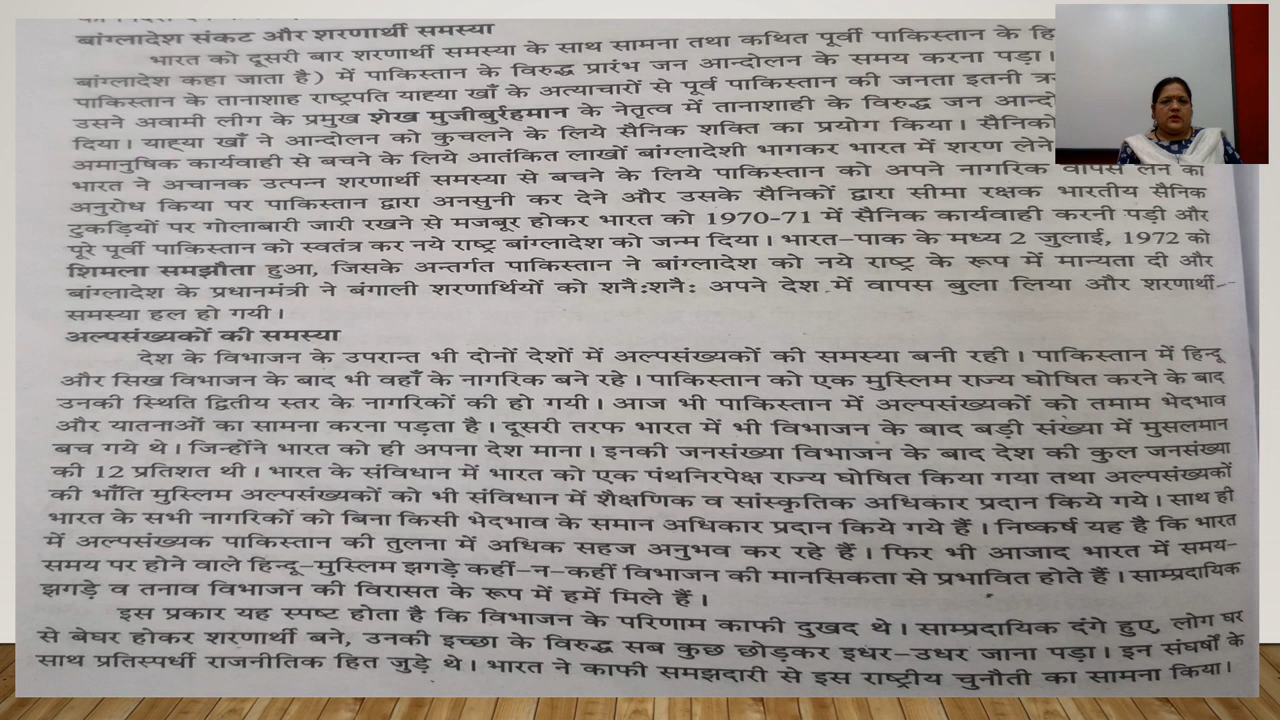 बांग्लादेश संकट और शरणार्थी समस्या
भारत को दूसरी बार शरणार्थी समस्या के साथ सामना तथा कथित पूर्वी पाकिस्तान के
बांग्लादेश कहा जाता है) में पाकिस्तान के विरुद्ध प्रारंभ जन आन्दोलन के समय करना पड़ा।
पाकिस्तान के तानाशाह राष्ट्रपति याह्या खाँ के अत्याचारों से पूर्व पाकिस्तान की जनता इतनी
उसने अवामी लीग के प्रमुख शेख मुजीबुर्रहमान के नेतृत्व में तानाशाही के विरुद्ध जन
दिया। याह्या खाँ ने आन्दोलन को कुचलने के लिये सैनिक शक्ति का प्रयोग किया। सैनिकों
अमानुषिक कार्यवाही से बचने के लिये आतंकित लाखों बांग्लादेशी भागकर भारत में शरण लेने
भारत ने अचानक उत्पन्न शरणार्थी समस्या से बचने के लिये पाकिस्तान को अपने नागरिक वापस लेने का
अनुरोध किया पर पाकिस्तान द्वारा अनसुनी कर देने और उसके सैनिकों द्वारा सीमा रक्षक भारतीय सैनिक
टुकड़ियों पर गोलाबारी जारी रखने से मजबूर होकर भारत को 1970-71 में सैनिक कार्यवाही करनी पड़ी और
पूरे पूर्वी पाकिस्तान को स्वतंत्र कर नये राष्ट्र बांग्लादेश को जन्म दिया। भारत–पाक के मध्य 2 जुलाई, 1972 को
शिमला समझौता हुआ, जिसके अन्तर्गत पाकिस्तान ने बांग्लादेश को नये राष्ट्र के रूप में मान्यता दी और
बांग्लादेश के प्रधानमंत्री ने बंगाली शरणार्थियों को शनै:शनै: अपने देश में वापस बुला लिया और शरणार्थी–
समस्या हल हो गयी।
अल्पसंख्यकों की समस्या
देश के विभाजन के उपरान्त भी दोनों देशों में अल्पसंख्यकों की समस्या बनी रही। पाकिस्तान में हिन्दू
और सिख विभाजन के बाद भी वहाँ के नागरिक बने रहे। पाकिस्तान को एक मुस्लिम राज्य घोषित करने के बाद
उनकी स्थिति द्वितीय स्तर के नागरिकों की हो गयी। आज भी पाकिस्तान में अल्पसंख्यकों को तमाम भेदभाव
और यातनाओं का सामना करना पड़ता है। दूसरी तरफ भारत में भी विभाजन के बाद बड़ी संख्या में मुसलमान
बच गये थे। जिन्होंने भारत को ही अपना देश माना। इनकी जनसंख्या विभाजन के बाद देश की कुल जनसंख्या
की 12 प्रतिशत थी। भारत के संविधान में भारत को एक पंथनिरपेक्ष राज्य घोषित किया गया तथा अल्पसंख्यकों
की भाँति मुस्लिम अल्पसंख्यकों को भी संविधान में शैक्षणिक व सांस्कृतिक अधिकार प्रदान किये गये। साथ ही
भारत के सभी नागरिकों को बिना किसी भेदभाव के समान अधिकार प्रदान किये गये हैं। निष्कर्ष यह है कि भारत
में अल्पसंख्यक पाकिस्तान की तुलना में अधिक सहज अनुभव कर रहे हैं। फिर भी आजाद भारत में समय–
समय पर होने वाले हिन्दू–मुस्लिम झगड़े कहीं–न–कहीं विभाजन की मानसिकता से प्रभावित होते हैं। साम्प्रदायिक
झगड़े व तनाव विभाजन की विरासत के रूप में हमें मिले हैं।
इस प्रकार यह स्पष्ट होता है कि विभाजन के परिणाम काफी दुखद थे। साम्प्रदायिक दंगे हुए, लोग घर
से बेघर होकर शरणार्थी बने, उनकी इच्छा के विरुद्ध सब कुछ छोड़कर इधर–उधर जाना पड़ा। इन संघर्षों के
साथ प्रतिस्पर्धी राजनीतिक हित जुड़े थे। भारत ने काफी समझदारी से इस राष्ट्रीय चुनौती का सामना किया।